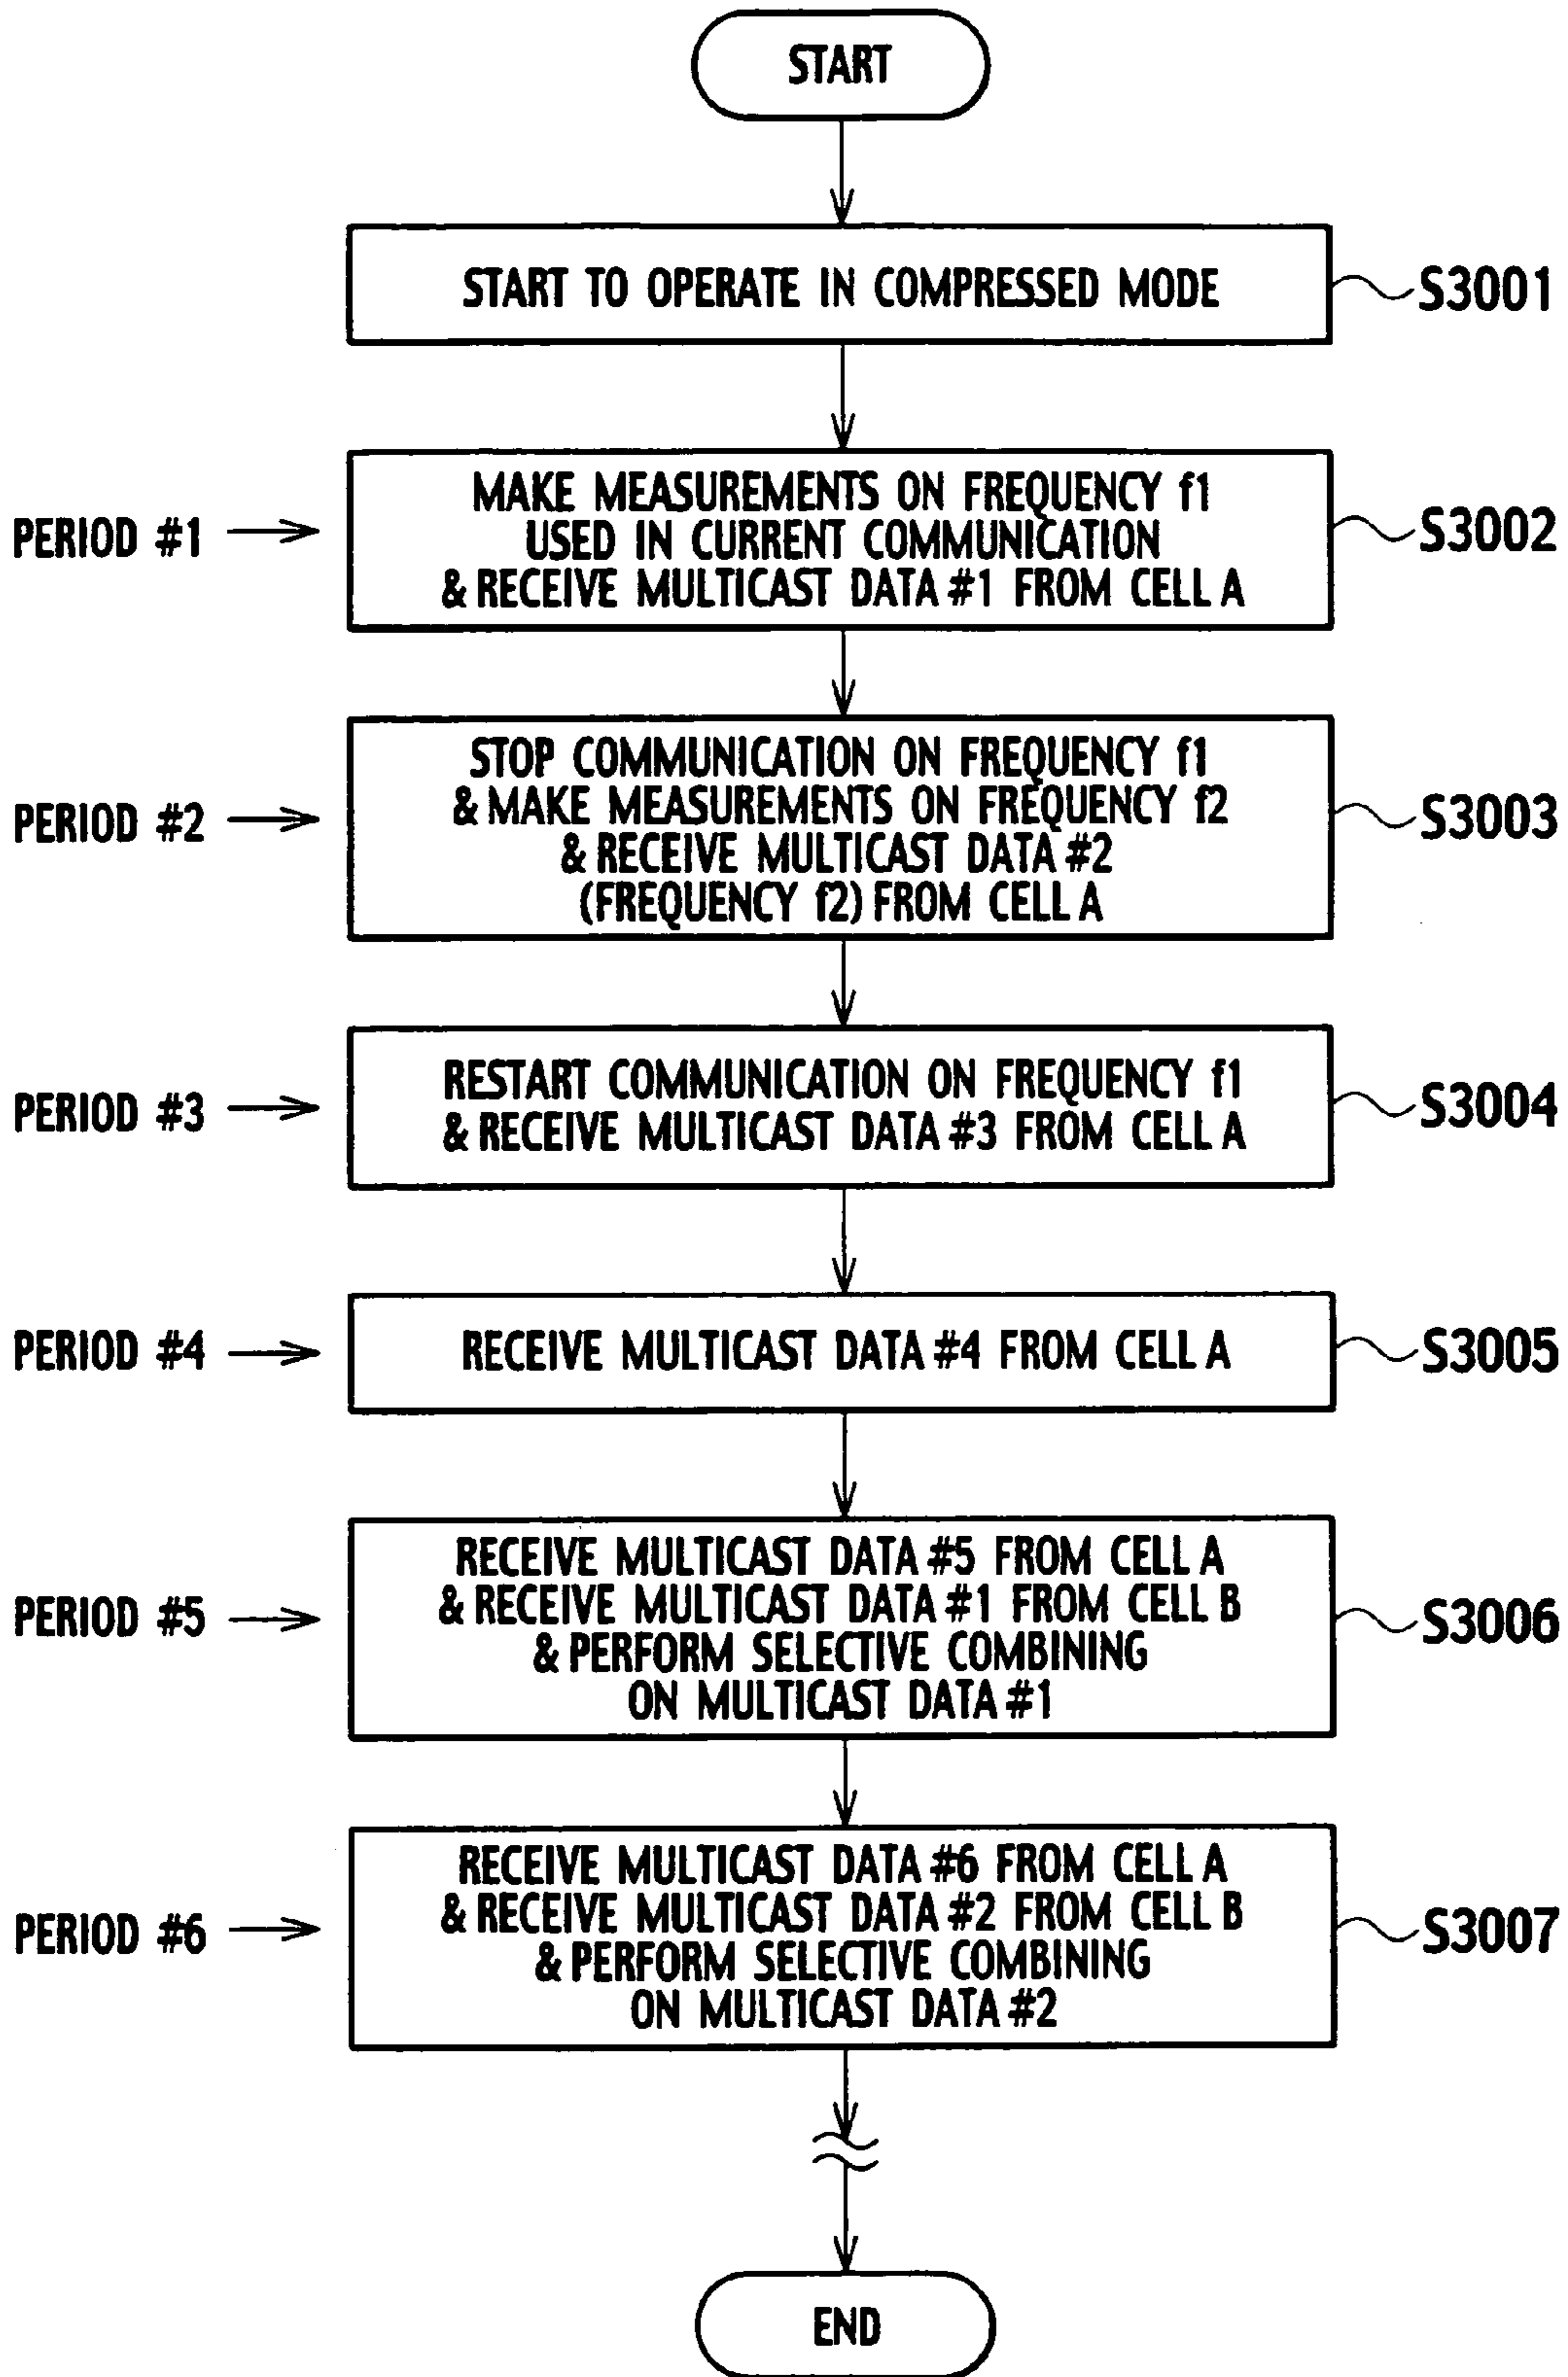 START
START TO OPERATE IN COMPRESSED MODE
S3001
PERIOD #1
MAKE MEASUREMENTS ON FREQUENCY f1
USED IN CURRENT COMMUNICATION
& RECEIVE MULTICAST DATA #1 FROM CELL A
S3002
PERIOD #2
STOP COMMUNICATION ON FREQUENCY f1
& MAKE MEASUREMENTS ON FREQUENCY f2
& RECEIVE MULTICAST DATA #2
(FREQUENCY f2) FROM CELL A
S3003
PERIOD #3
RESTART COMMUNICATION ON FREQUENCY f1
& RECEIVE MULTICAST DATA #3 FROM CELL A
S3004
PERIOD #4
RECEIVE MULTICAST DATA #4 FROM CELL A
S3005
PERIOD #5
RECEIVE MULTICAST DATA #5 FROM CELL A
& RECEIVE MULTICAST DATA #1 FROM CELL B
& PERFORM SELECTIVE COMBINING
ON MULTICAST DATA #1
S3006
PERIOD #6
RECEIVE MULTICAST DATA #6 FROM CELL A
& RECEIVE MULTICAST DATA #2 FROM CELL B
& PERFORM SELECTIVE COMBINING
ON MULTICAST DATA #2
S3007
END